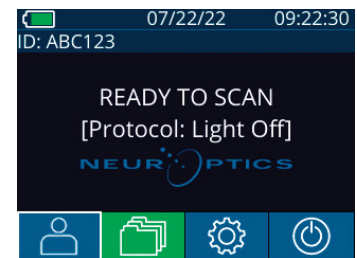 07/22/22 09:22:30
ID: ABC123
READY TO SCAN
[Protocol: Light Off]
NEUROPTICS